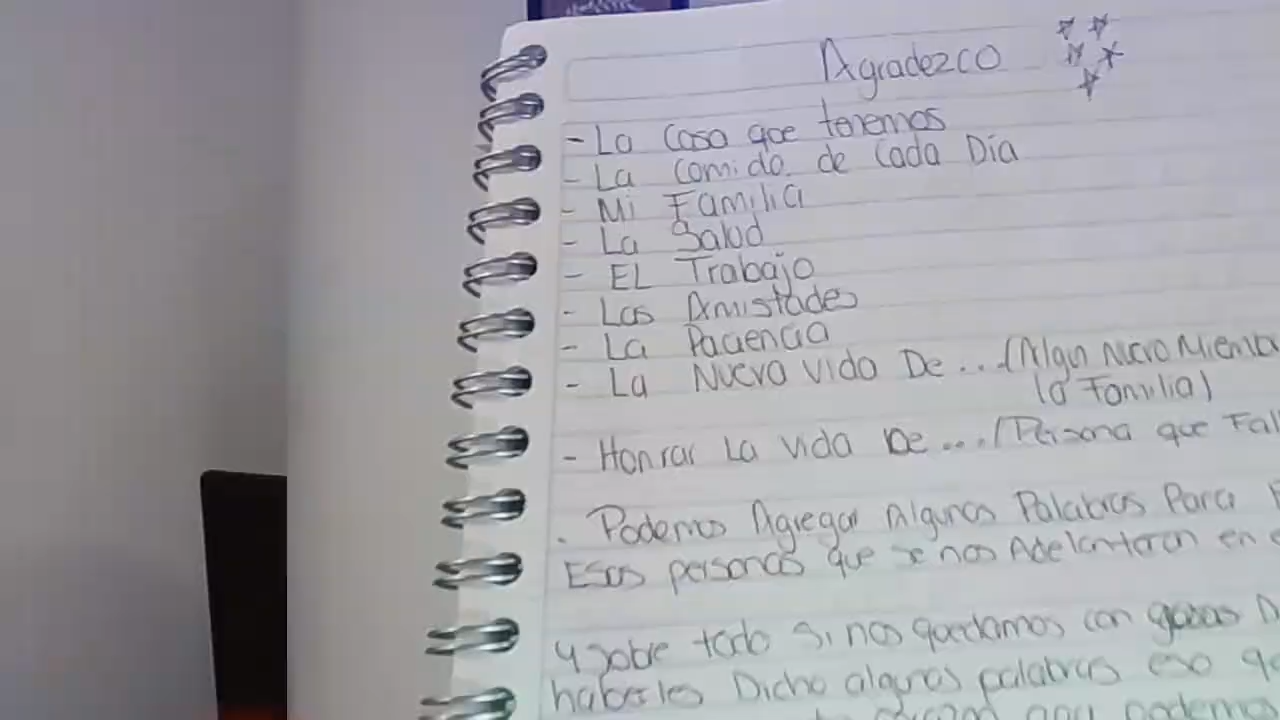 Agradezco
- La Casa que tenemos
- La Comida de Cada Día
- Mi Familia
- La Salud
- EL Trabajo
- Las Amistades
- La Paciencia
- La Nueva Vida De ... (Algun Nuevo
la Familia)
- Honrar La Vida De ... (Persona que
. Podemos Agregar Algunas Palabras Para
Esas personas que se nos Adelantaron en
y sobre todo si nos quedamos con ganas
haberles Dicho algunas palabras eso
podemos